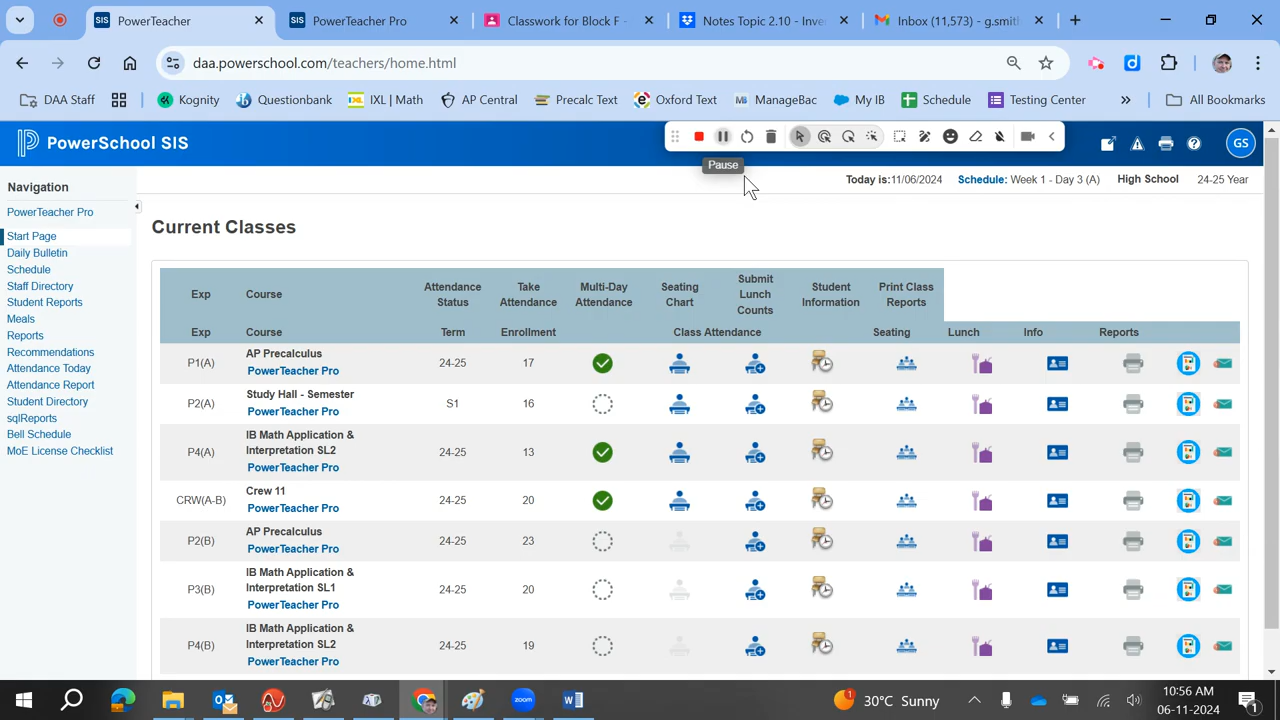 PowerTeacher
PowerTeacher Pro
Classwork for Block F -
Notes Topic 2.10 - Inve
Inbox (11,573) - g.smit
daa.powerschool.com/teachers/home.html
DAA Staff
Kognity
Questionbank
IXL | Math
AP Central
Precalc Text
Oxford Text
ManageBac
My IB
Schedule
Testing Center
All Bookmarks
PowerSchool SIS
GS
Pause
Navigation
PowerTeacher Pro
Start Page
Daily Bulletin
Schedule
Staff Directory
Student Reports
Meals
Reports
Recommendations
Attendance Today
Attendance Report
Student Directory
sqlReports
Bell Schedule
MoE License Checklist
Today is:11/06/2024 Schedule: Week 1 - Day 3 (A) High School 24-25 Year
Current Classes
Exp Course Attendance Status Take Attendance Multi-Day Attendance Seating Chart Submit Lunch Counts Student Information Print Class Reports
Exp Course Term Enrollment Class Attendance Seating Lunch Info Reports
P1(A) AP Precalculus 24-25 17
PowerTeacher Pro
P2(A) Study Hall - Semester S1 16
PowerTeacher Pro
P4(A) IB Math Application & 24-25 13
Interpretation SL2
PowerTeacher Pro
CRW(A-B) Crew 11 24-25 20
PowerTeacher Pro
P2(B) AP Precalculus 24-25 23
PowerTeacher Pro
P3(B) IB Math Application & 24-25 20
Interpretation SL1
PowerTeacher Pro
P4(B) IB Math Application & 24-25 19
Interpretation SL2
PowerTeacher Pro
zoom
1
30°C Sunny
10:56 AM
06-11-2024
1